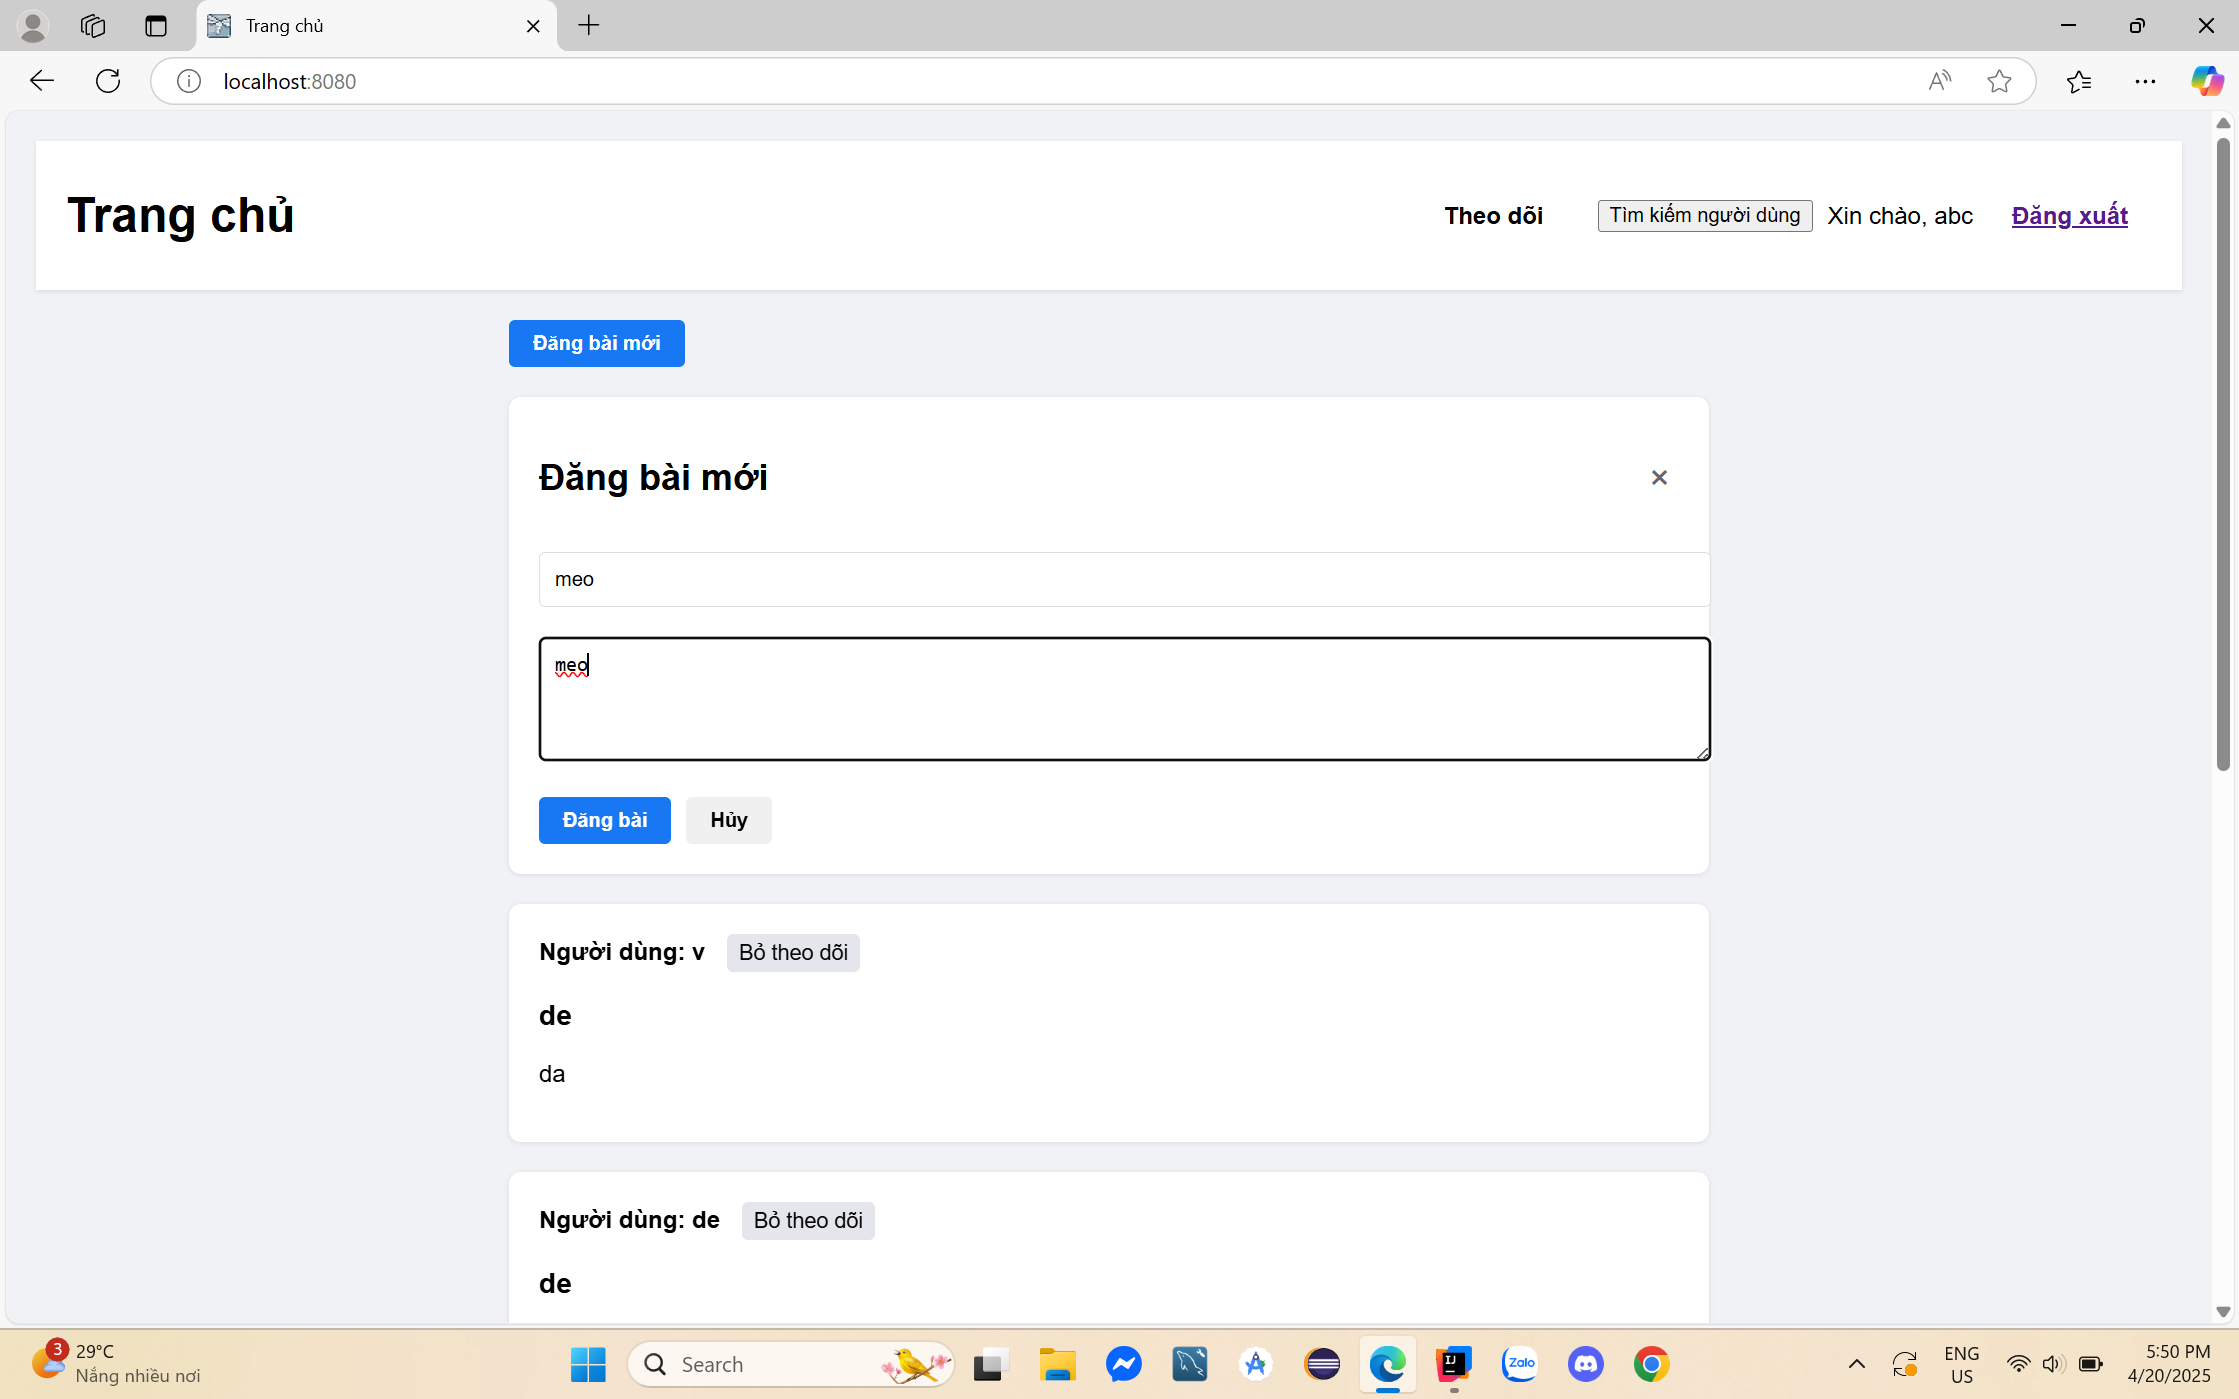 Trang chủ
localhost:8080
Trang chủ
Theo dõi
Tìm kiếm người dùng
Xin chào, abc
Đăng xuất
Đăng bài mới
Đăng bài mới
×
meo
meo
Đăng bài
Hủy
Người dùng: v
Bỏ theo dõi
de
da
Người dùng: de
Bỏ theo dõi
de
3
29°C
Nắng nhiều nơi
Search
IJ
Zalo
ENG
US
5:50 PM
4/20/2025